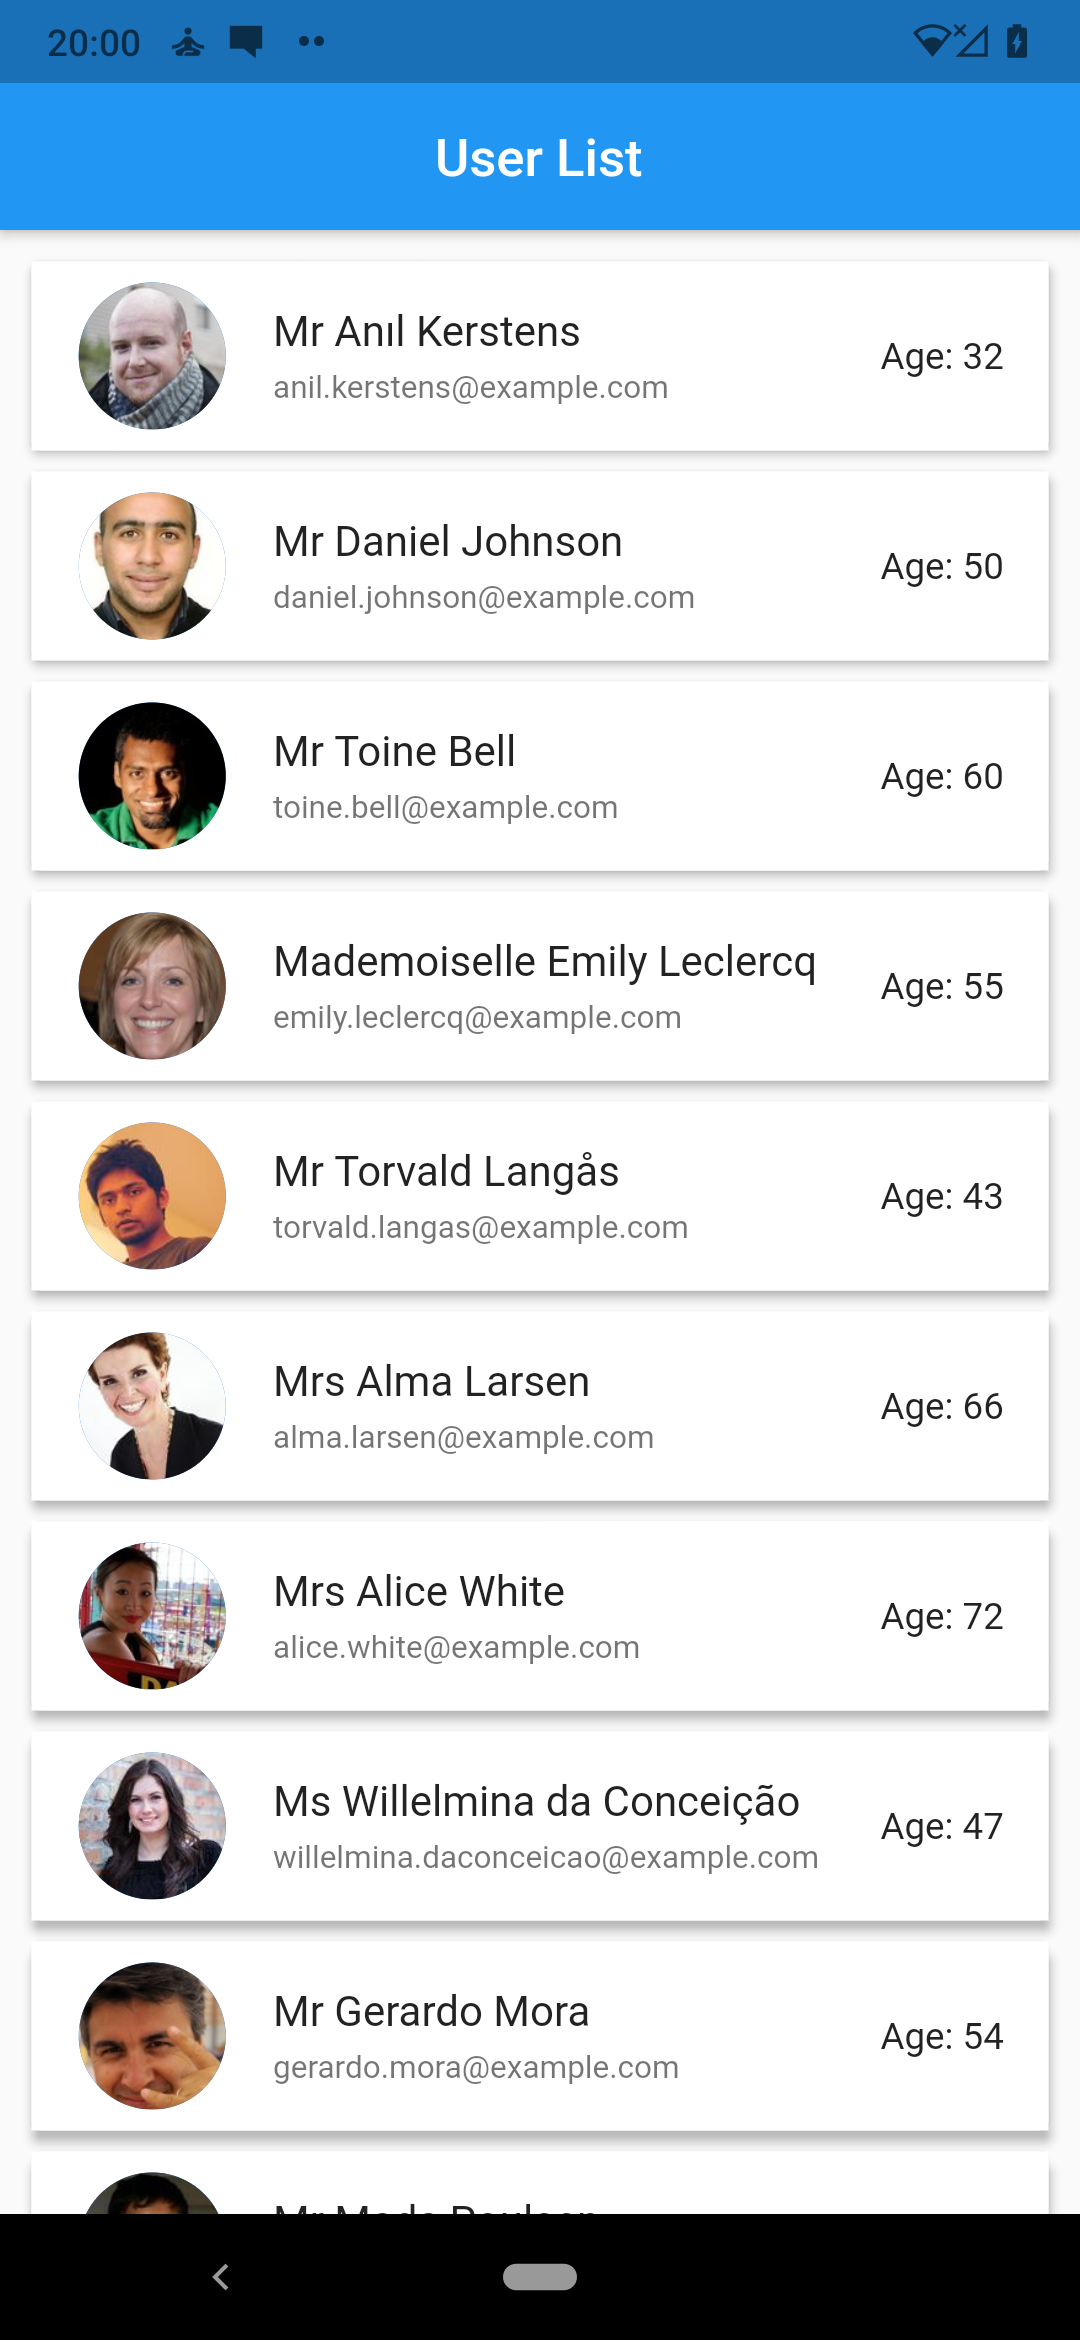 20:00
User List
Mr Anıl Kerstens
anil.kerstens@example.com
Age: 32
Mr Daniel Johnson
daniel.johnson@example.com
Age: 50
Mr Toine Bell
toine.bell@example.com
Age: 60
Mademoiselle Emily Leclercq
emily.leclercq@example.com
Age: 55
Mr Torvald Langås
torvald.langas@example.com
Age: 43
Mrs Alma Larsen
alma.larsen@example.com
Age: 66
Mrs Alice White
alice.white@example.com
Age: 72
Ms Willelmina da Conceição
willelmina.daconceicao@example.com
Age: 47
Mr Gerardo Mora
gerardo.mora@example.com
Age: 54
Mr